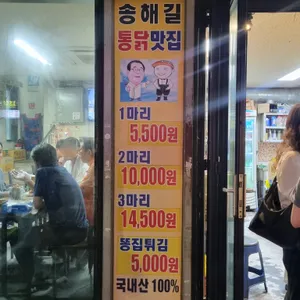 송해길
통닭맛집
1마리
5,500원
2마리
10,000원
3마리
14,500원
똥집튀김
5,000원
국내산 100%